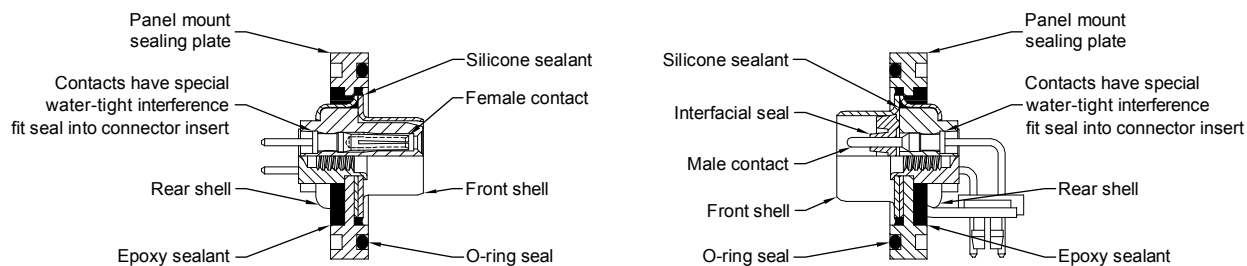 Panel mount
sealing plate
Silicone sealant
Contacts have special
water-tight interference
fit seal into connector insert
Female contact
Rear shell
Front shell
Epoxy sealant
O-ring seal
Panel mount
sealing plate
Silicone sealant
Contacts have special
water-tight interference
fit seal into connector insert
Interfacial seal
Male contact
Rear shell
Front shell
O-ring seal
Epoxy sealant